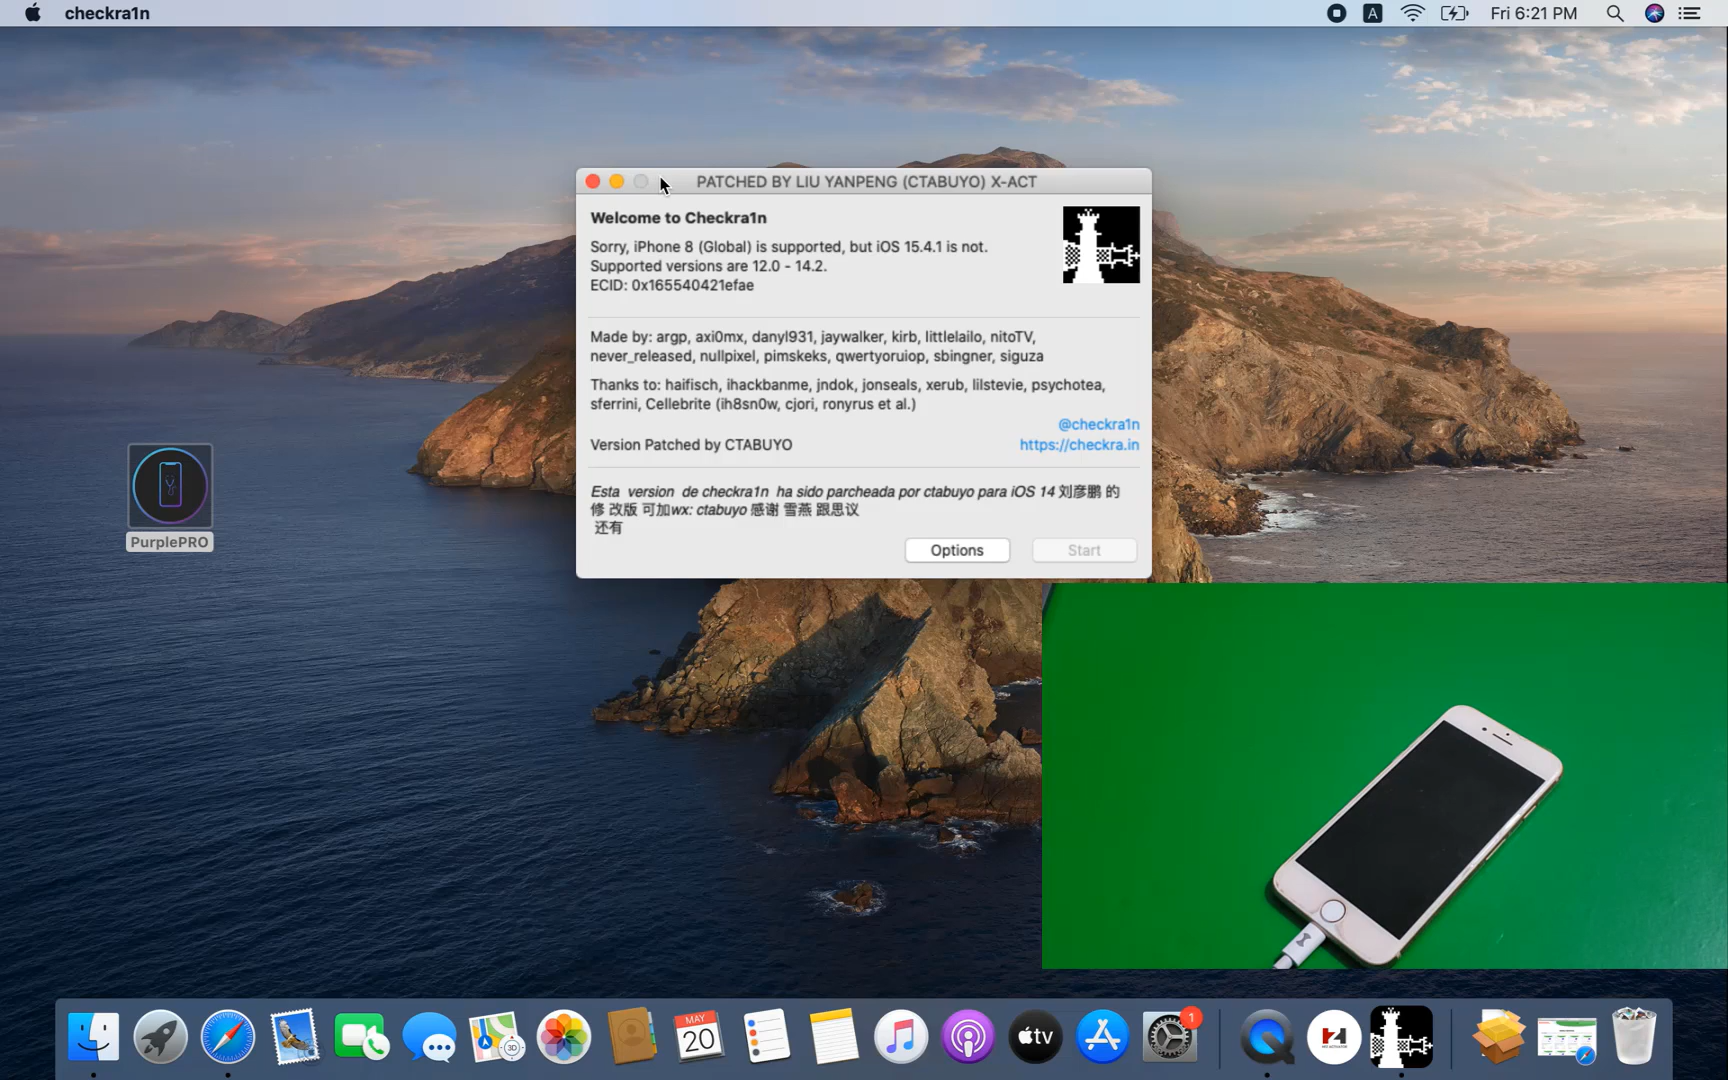 checkra1n
A
Fri 6:21 PM
PATCHED BY LIU YANPENG (CTABUYO) X-ACT
Welcome to Checkra1n
Sorry, iPhone 8 (Global) is supported, but iOS 15.4.1 is not.
Supported versions are 12.0 - 14.2.
ECID: 0x165540421efae
Made by: argp, axi0mx, danyl931, jaywalker, kirb, littlelailo, nitoTV,
never_released, nullpixel, pimskeks, qwertyoruiop, sbingner, siguza
Thanks to: haifisch, ihackbanme, jndok, jonseals, xerub, lilstevie, psychotea,
sferrini, Cellebrite (ih8sn0w, cjori, ronyrus et al.)
@checkra1n
Version Patched by CTABUYO
https://checkra.in
Esta version de checkra1n ha sido parcheada por ctabuyo para iOS 14 刘彦鹏 的
修 改版 可加wx: ctabuyo 感谢 雪燕 跟思议
还有
Options
Start
PurplePRO
3D
MAY
20
tv
1